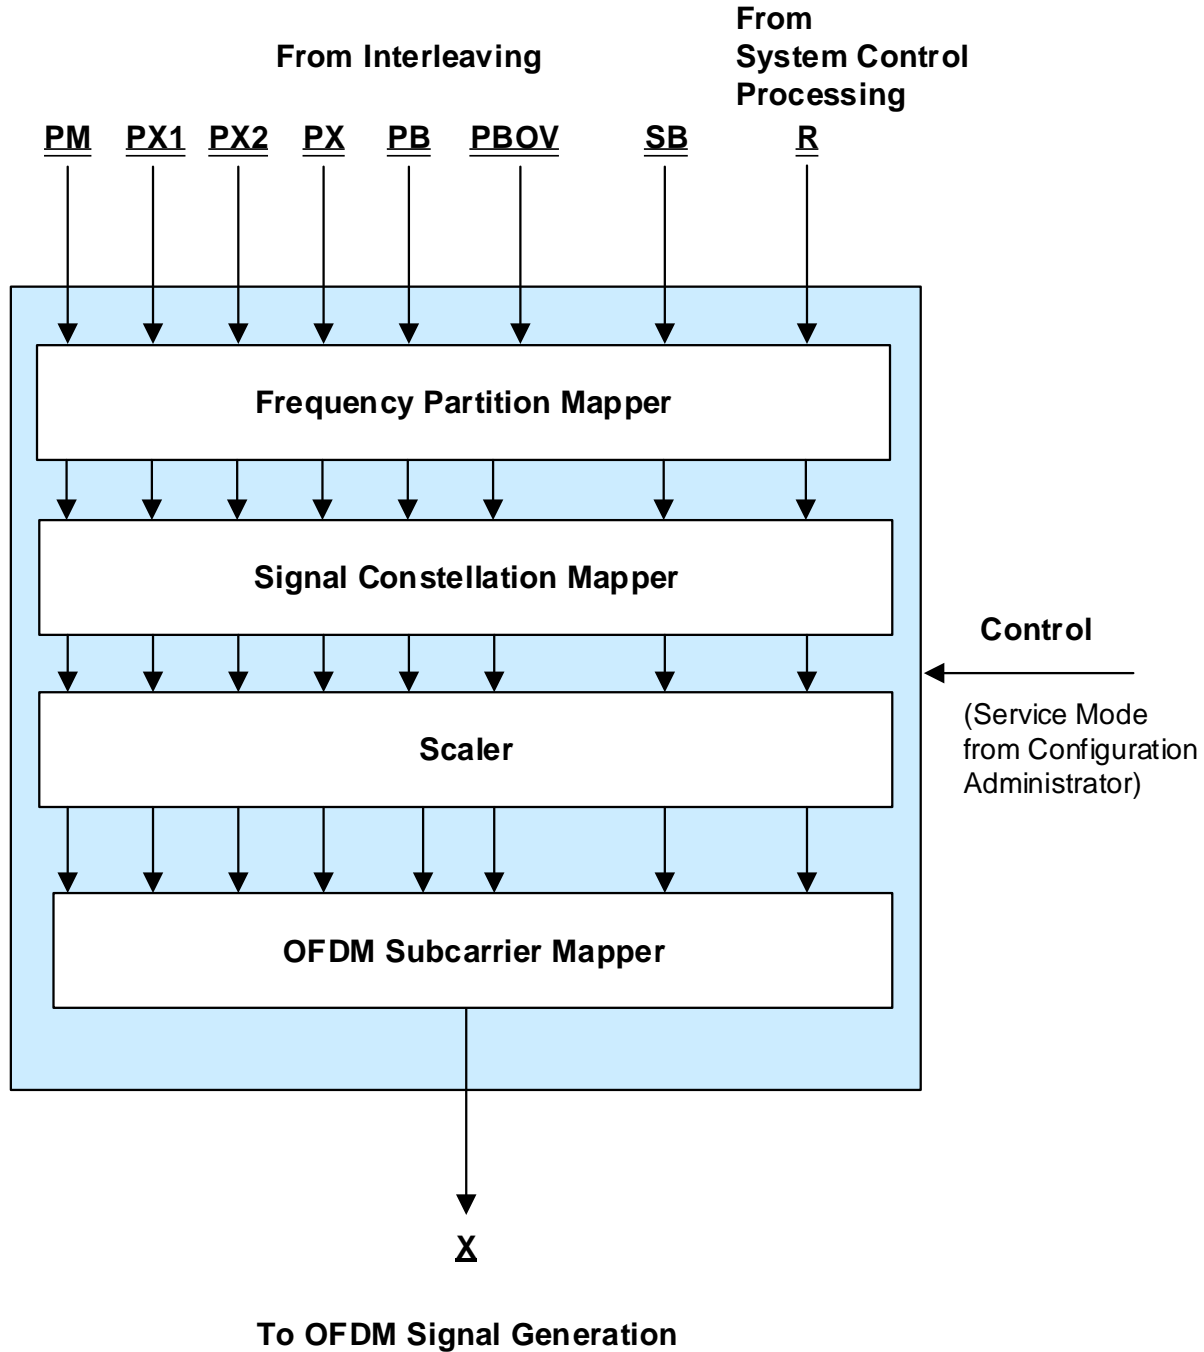 From
System Control
Processing
From Interleaving
PM PX1 PX2 PX PB PBOV SB R
Frequency Partition Mapper
Signal Constellation Mapper
Control
(Service Mode
from Configuration
Administrator)
Scaler
OFDM Subcarrier Mapper
X
To OFDM Signal Generation